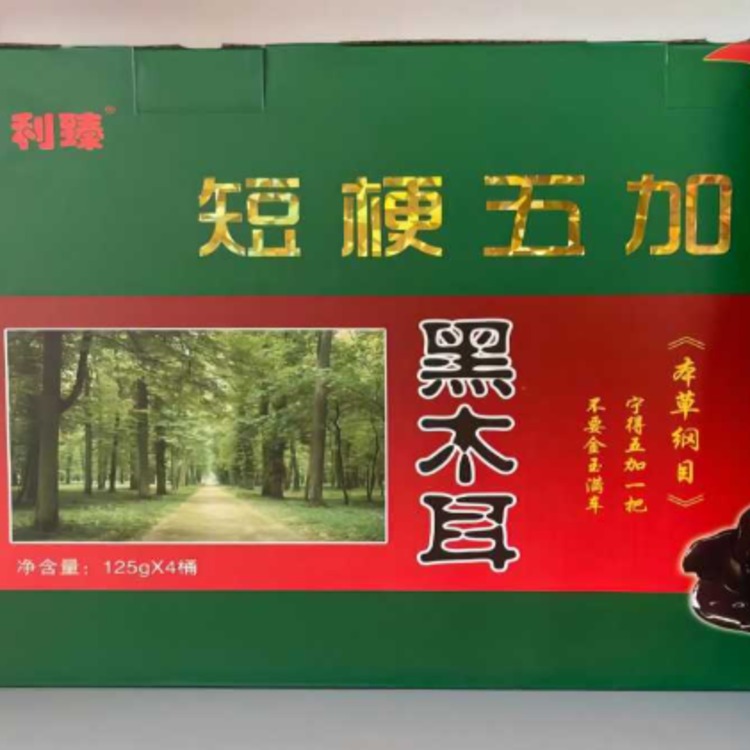 利臻®
短梗五加
黑木耳
《本草纲目》
宁得五加一把
不要金玉满车
净含量：125gX4桶